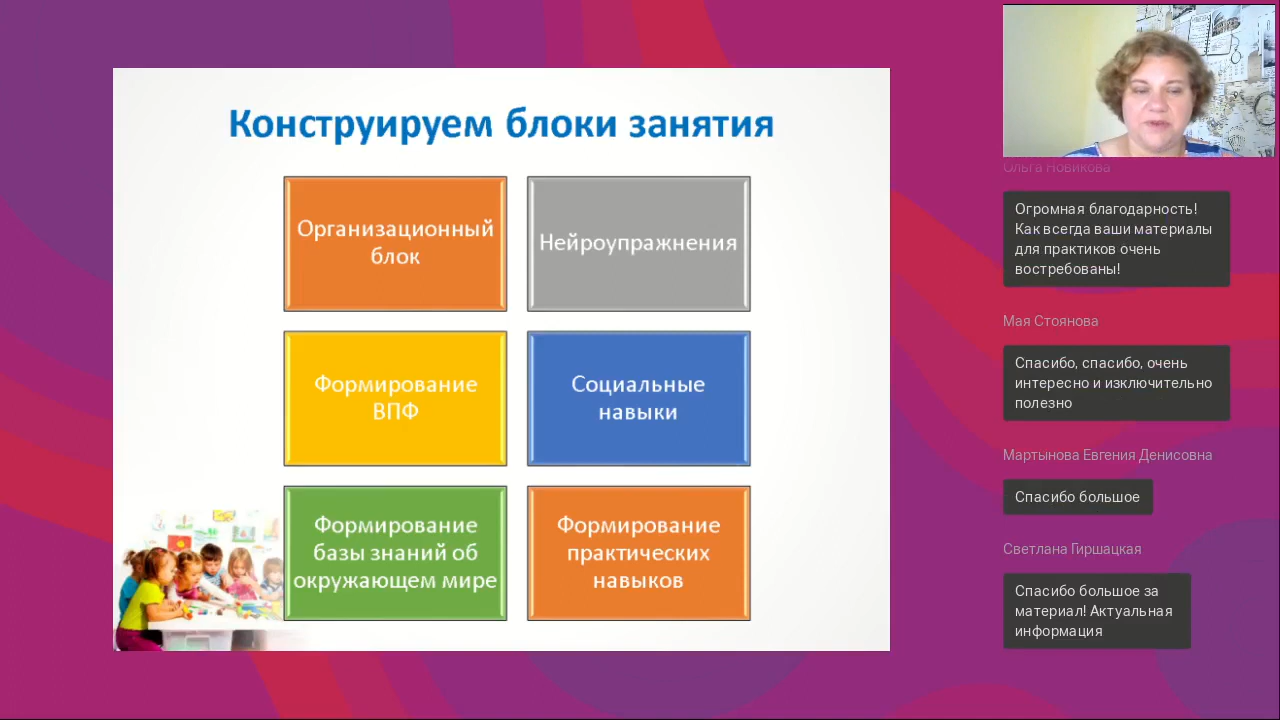 Конструируем блоки занятия
Организационный
блок
Нейроупражнения
Формирование
ВПФ
Социальные
навыки
Формирование
базы знаний об
окружающем мире
Формирование
практических
навыков
Ольга Новикова
Огромная благодарность!
Как всегда ваши материалы
для практиков очень
востребованы!
Мая Стоянова
Спасибо, спасибо, очень
интересно и изключительно
полезно
Мартынова Евгения Денисовна
Спасибо большое
Светлана Гиршацкая
Спасибо большое за
материал! Актуальная
информация